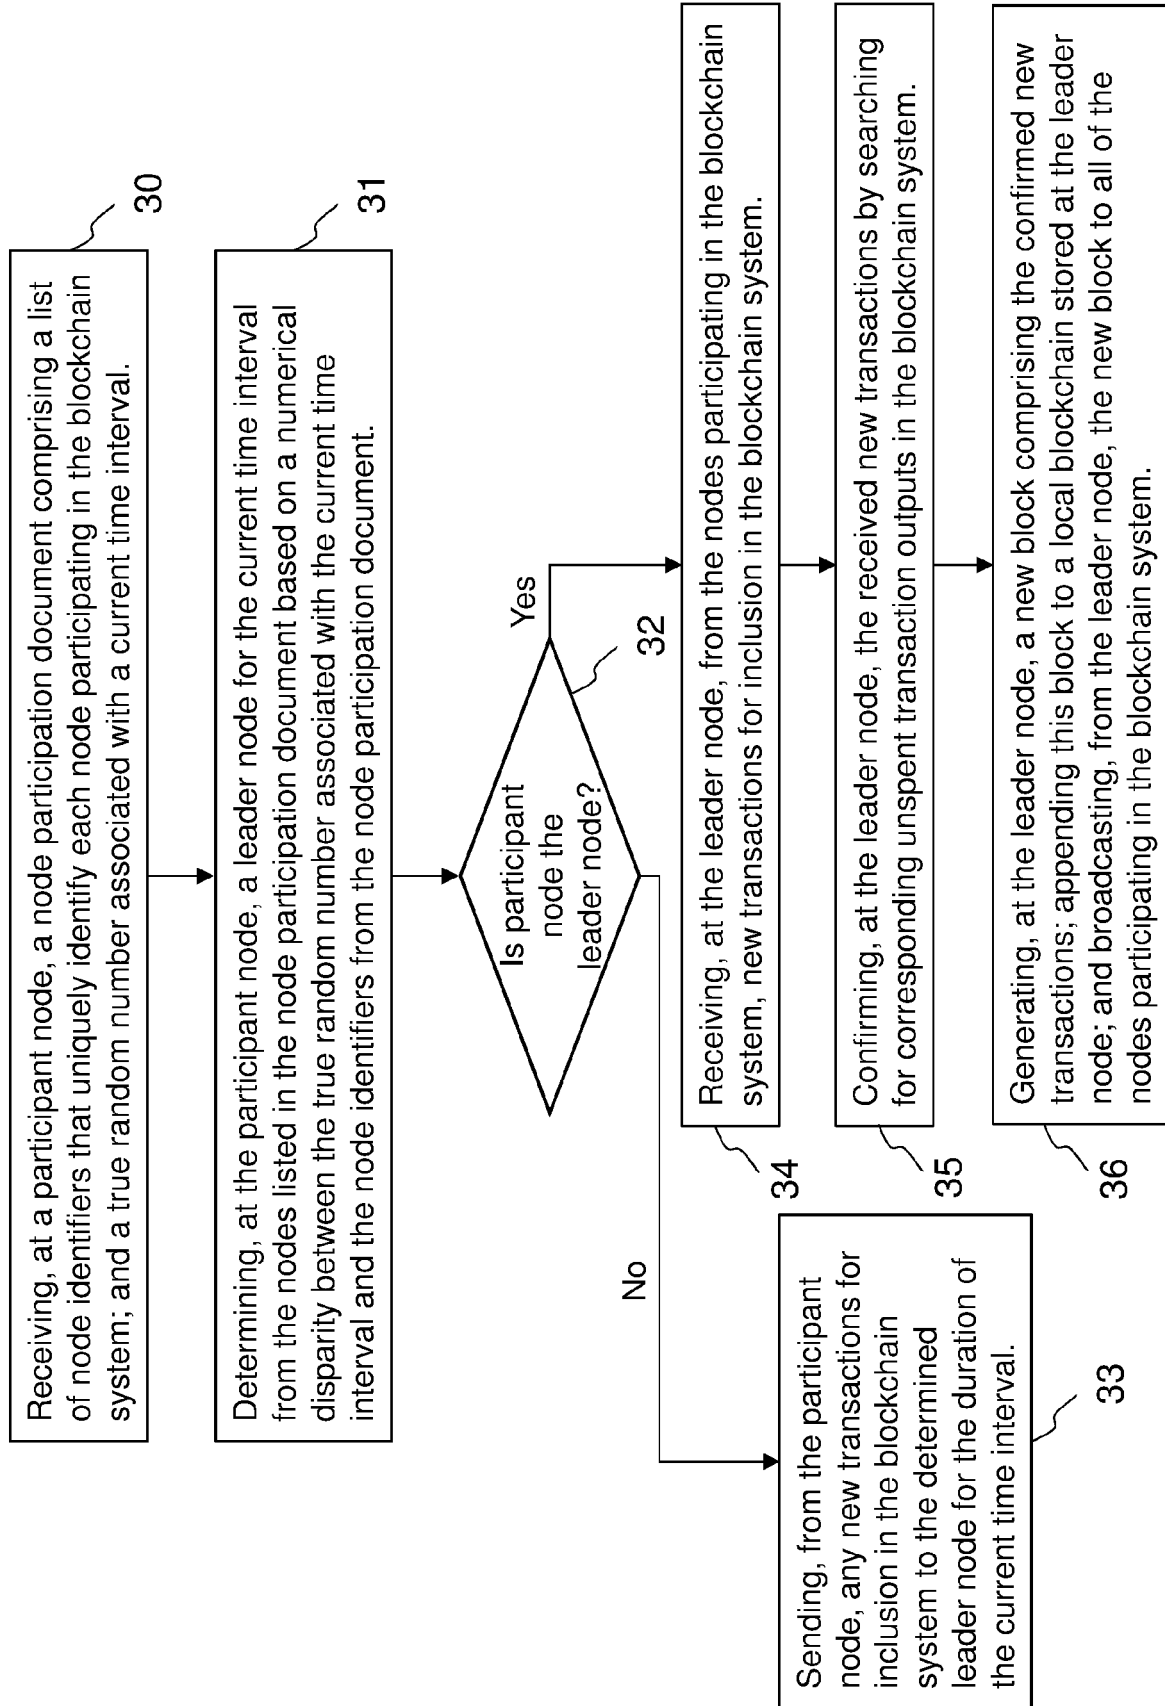 Receiving, at a participant node, a node participation document comprising a list
of node identifiers that uniquely identify each node participating in the blockchain
system; and a true random number associated with a current time interval.
30
Determining, at the participant node, a leader node for the current time interval
from the nodes listed in the node participation document based on a numerical
disparity between the true random number associated with the current time
interval and the node identifiers from the node participation document.
31
Is participant
node the
leader node?
32
Yes
No
Sending, from the participant
node, any new transactions for
inclusion in the blockchain
system to the determined
leader node for the duration of
the current time interval.
33
Receiving, at the leader node, from the nodes participating in the blockchain
system, new transactions for inclusion in the blockchain system.
34
Confirming, at the leader node, the received new transactions by searching
for corresponding unspent transaction outputs in the blockchain system.
35
Generating, at the leader node, a new block comprising the confirmed new
transactions; appending this block to a local blockchain stored at the leader
node; and broadcasting, from the leader node, the new block to all of the
nodes participating in the blockchain system.
36